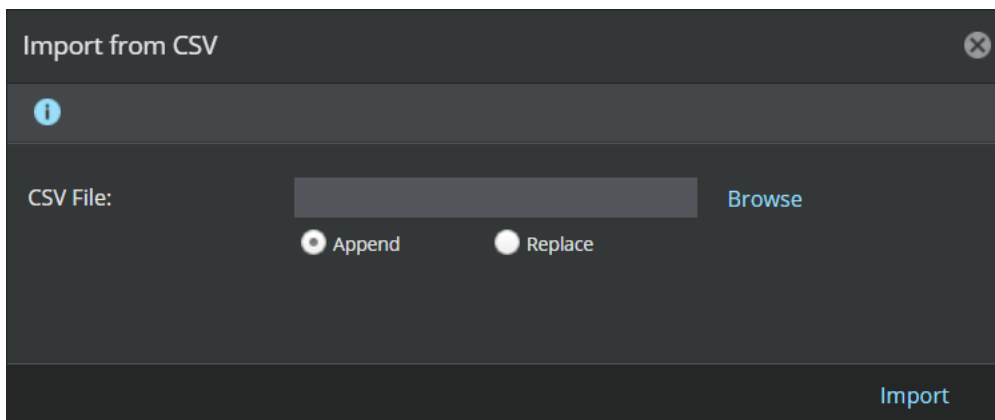 Import from CSV
CSV File:
Browse
Append Replace
Import